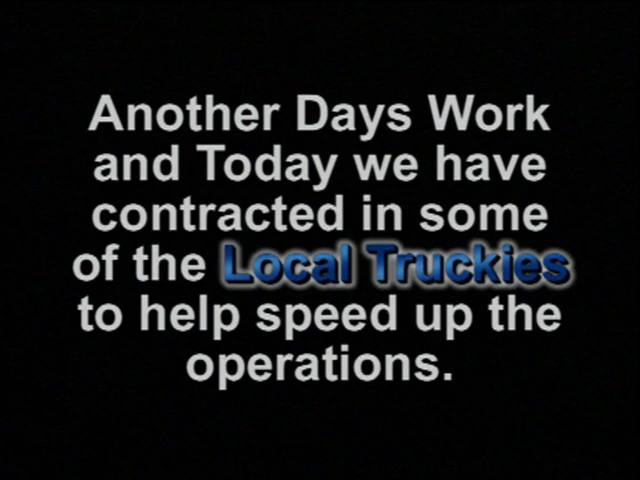 Another Days Work
and Today we have
contracted in some
of the Local Truckies
to help speed up the
operations.